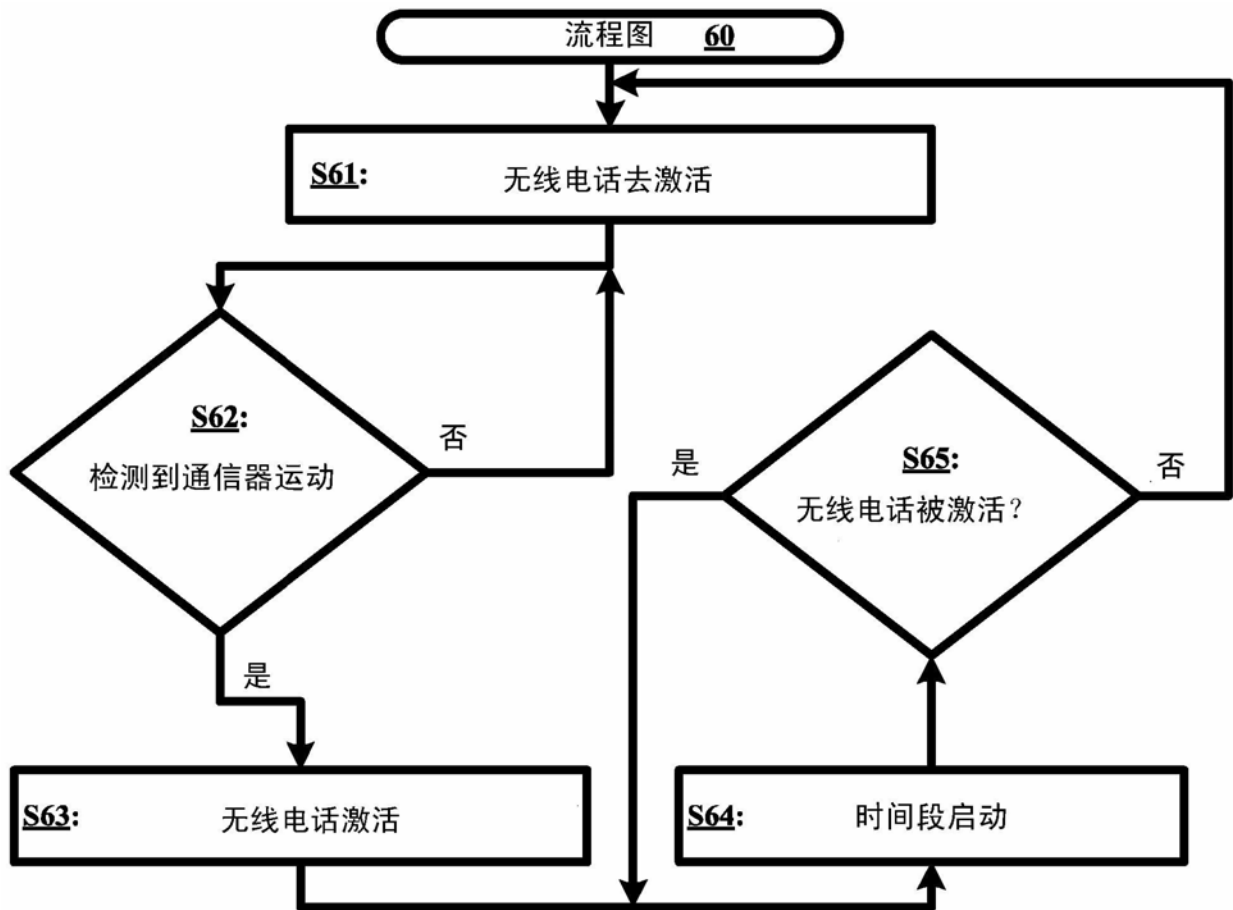 流程图 60
S61: 无线电话去激活
S62:
检测到通信器运动
否
是
S63: 无线电话激活
S64: 时间段启动
S65:
无线电话被激活?
是
否